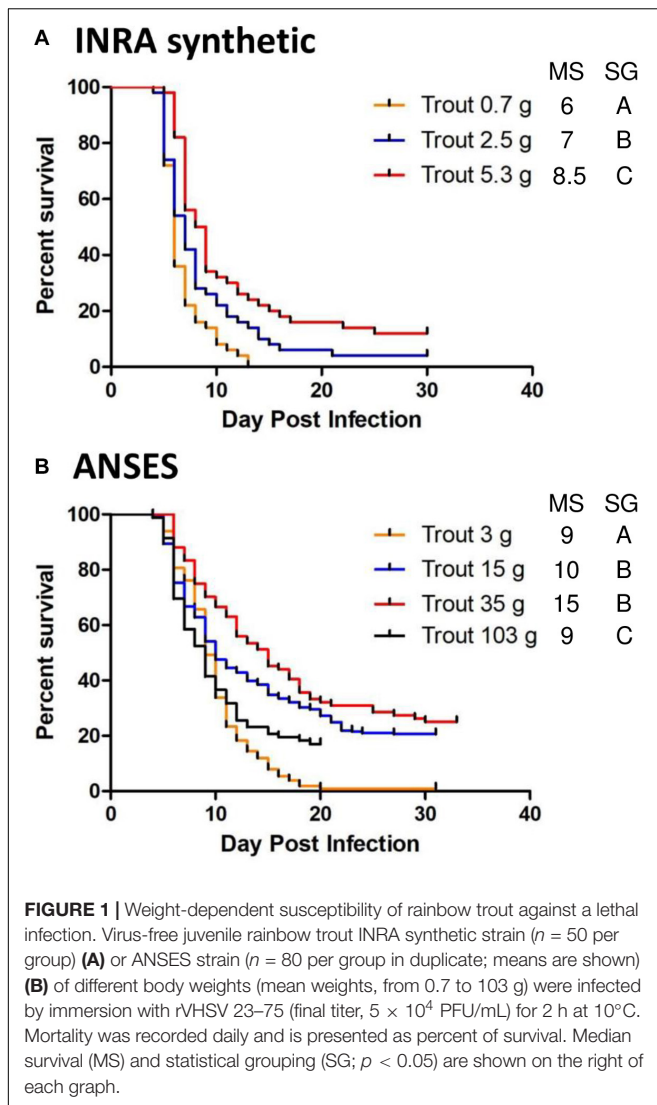 A INRA synthetic
MS SG
Trout 0.7 g 6 A
Trout 2.5 g 7 B
Trout 5.3 g 8.5 C
Percent survival
100
80
60
40
20
0
0 10 20 30 40
Day Post Infection
B ANSES
MS SG
Trout 3 g 9 A
Trout 15 g 10 B
Trout 35 g 15 B
Trout 103 g 9 C
Percent survival
100
80
60
40
20
0
0 10 20 30 40
Day Post Infection
FIGURE 1 | Weight-dependent susceptibility of rainbow trout against a lethal
infection. Virus-free juvenile rainbow trout INRA synthetic strain (n = 50 per
group) (A) or ANSES strain (n = 80 per group in duplicate; means are shown)
(B) of different body weights (mean weights, from 0.7 to 103 g) were infected
by immersion with rVHSV 23–75 (final titer, 5 × 10⁴ PFU/mL) for 2 h at 10°C.
Mortality was recorded daily and is presented as percent of survival. Median
survival (MS) and statistical grouping (SG; p < 0.05) are shown on the right of
each graph.